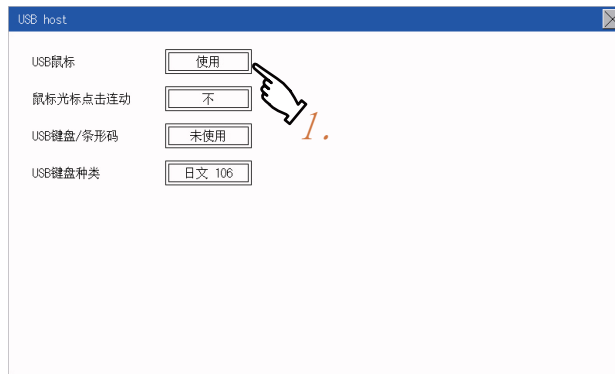 USB host
USB鼠标 使用
鼠标光标点击连动 不
USB键盘/条形码 未使用
USB键盘种类 日文 106
1.